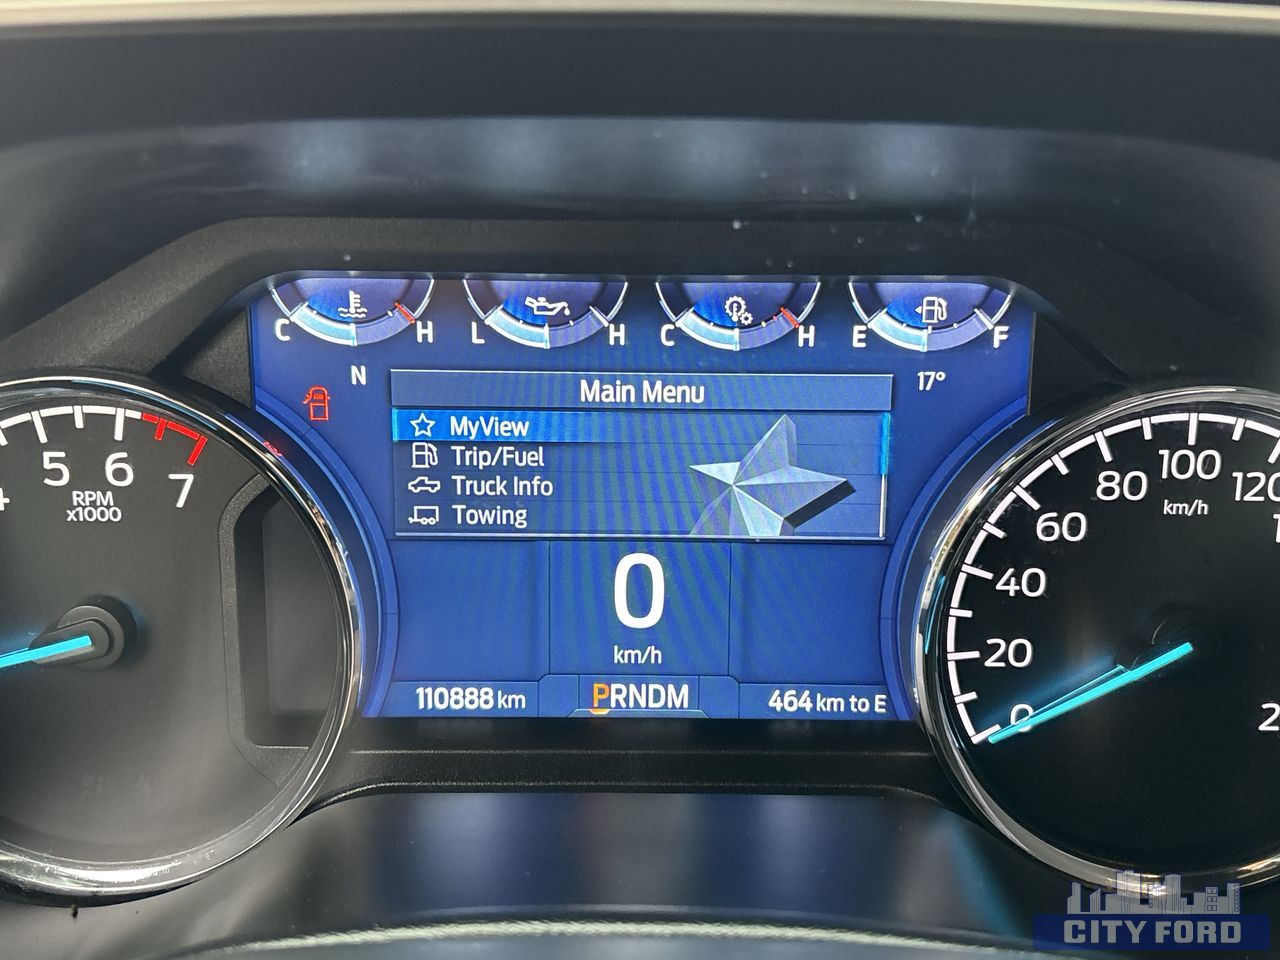 C H L H C H E F
N
17°
Main Menu
MyView
Trip/Fuel
Truck Info
Towing
4 5 6 7
RPM
x1000
0
km/h
110888 km
PRNDM
464 km to E
0 20 40 60 80 100 120
km/h
CITY FORD